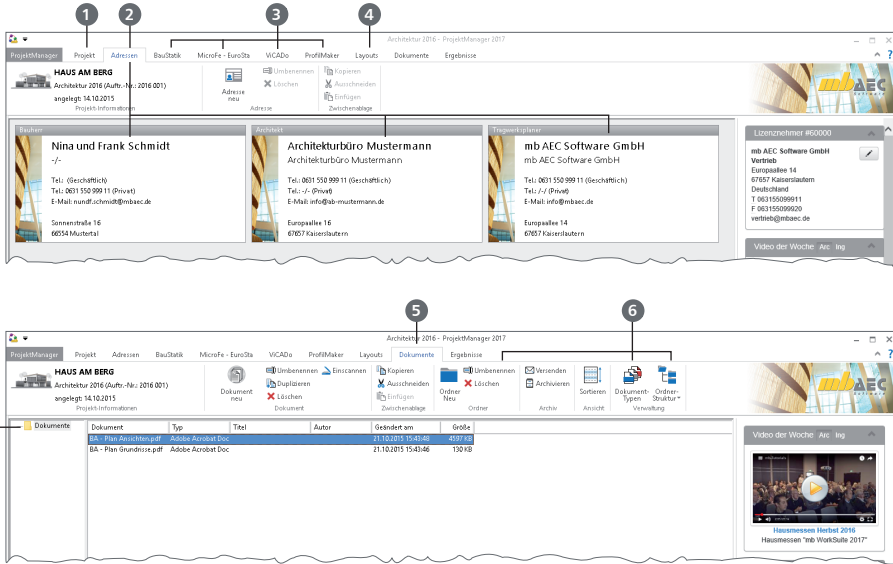 1 2 3 4
Architektur 2016 - ProjektManager 2017
ProjektManager Projekt Adressen BauStatik MicroFe - EuroSta ViCADo ProfilMaker Layouts Dokumente Ergebnisse ?
HAUS AM BERG
Architektur 2016 (Auftr.-Nr.: 2016 001)
angelegt: 14.10.2015
Projekt-Informationen
Adresse neu
Umbenennen
Löschen
Adresse
Kopieren
Ausschneiden
Einfügen
Zwischenablage
mb AEC
Software
Bauherr
Nina und Frank Schmidt
-/-
Tel.: (Geschäftlich)
Tel.: 0631 550 999 11 (Privat)
E-Mail: nundf.schmidt@mbaec.de
Sonnenstraße 16
66554 Mustertal
Architekt
Architekturbüro Mustermann
Architekturbüro Mustermann
Tel.: 0631 550 999 11 (Geschäftlich)
Tel.: -/- (Privat)
E-Mail: info@ab-mustermann.de
Europaallee 16
67657 Kaiserslautern
Tragwerksplaner
mb AEC Software GmbH
mb AEC Software GmbH
Tel.: 0631 550 999 11 (Geschäftlich)
Tel.: -/- (Privat)
E-Mail: info@mbaec.de
Europaallee 14
67657 Kaiserslautern
Lizenznehmer #60000
mb AEC Software GmbH
Vertrieb
Europaallee 14
67657 Kaiserslautern
Deutschland
T 063155099911
F 063155099920
vertrieb@mbaec.de
Video der Woche Arc Ing
5 6
Architektur 2016 - ProjektManager 2017
ProjektManager Projekt Adressen BauStatik MicroFe - EuroSta ViCADo ProfilMaker Layouts Dokumente Ergebnisse ?
HAUS AM BERG
Architektur 2016 (Auftr.-Nr.: 2016 001)
angelegt: 14.10.2015
Projekt-Informationen
Dokument neu
Umbenennen
Duplizieren
Löschen
Einscannen
Dokument
Kopieren
Ausschneiden
Einfügen
Zwischenablage
Ordner Neu
Umbenennen
Löschen
Ordner
Versenden
Archivieren
Archiv
Sortieren
Ansicht
Dokument-Typen
Ordner-Struktur
Verwaltung
mb AEC
Software
Dokumente
Dokument Typ Titel Autor Geändert am Größe
BA - Plan Ansichten.pdf Adobe Acrobat Doc 21.10.2015 15:43:48 4597 KB
BA - Plan Grundrisse.pdf Adobe Acrobat Doc 21.10.2015 15:43:46 130 KB
Video der Woche Arc Ing
Hausmessen Herbst 2016
Hausmessen "mb WorkSuite 2017"